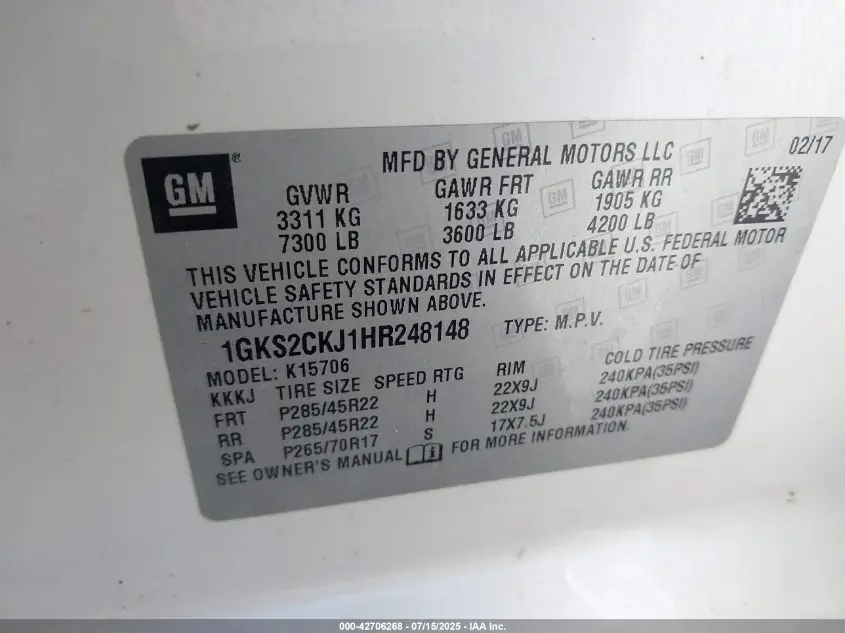 GM
MFD BY GENERAL MOTORS LLC
02/17
GVWR GAWR FRT GAWR RR
3311 KG 1633 KG 1905 KG
7300 LB 3600 LB 4200 LB
THIS VEHICLE CONFORMS TO ALL APPLICABLE U.S. FEDERAL MOTOR
VEHICLE SAFETY STANDARDS IN EFFECT ON THE DATE OF
MANUFACTURE SHOWN ABOVE.
1GKS2CKJ1HR248148 TYPE: M.P.V.
MODEL: K15706
KKKJ TIRE SIZE SPEED RTG RIM COLD TIRE PRESSURE
FRT P285/45R22 H 22X9J 240KPA(35PSI)
RR P285/45R22 H 22X9J 240KPA(35PSI)
SPA P265/70R17 S 17X7.5J 240KPA(35PSI)
SEE OWNER'S MANUAL FOR MORE INFORMATION.
000-42706268 - 07/15/2025 - IAA Inc.